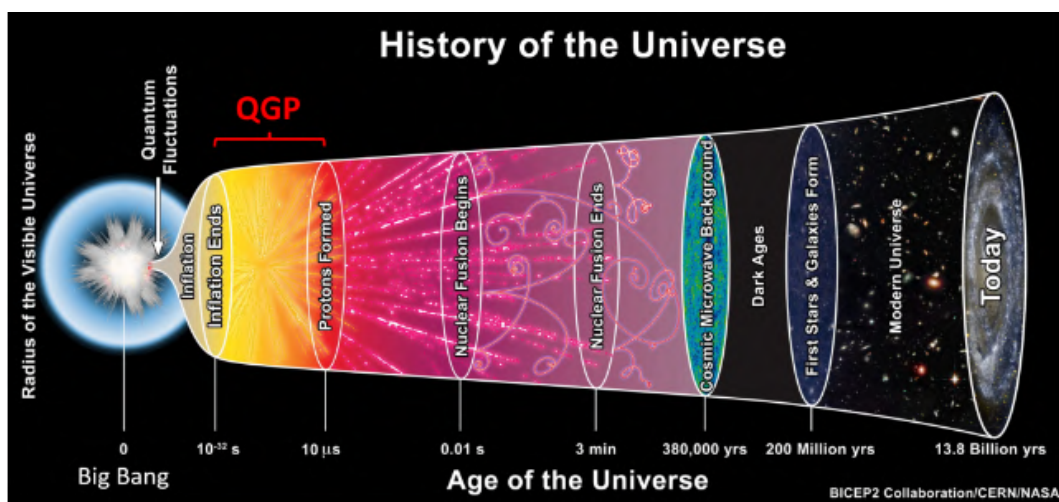 History of the Universe
Radius of the Visible Universe
Quantum
Fluctuations
QGP
Inflation
Inflation Ends
Protons Formed
Nuclear Fusion Begins
Nuclear Fusion Ends
Cosmic Microwave Background
Dark Ages
First Stars & Galaxies Form
Modern Universe
Today
0
10⁻³² s
10 µs
0.01 s
3 min
380,000 yrs
200 Million yrs
13.8 Billion yrs
Big Bang
Age of the Universe
BICEP2 Collaboration/CERN/NASA